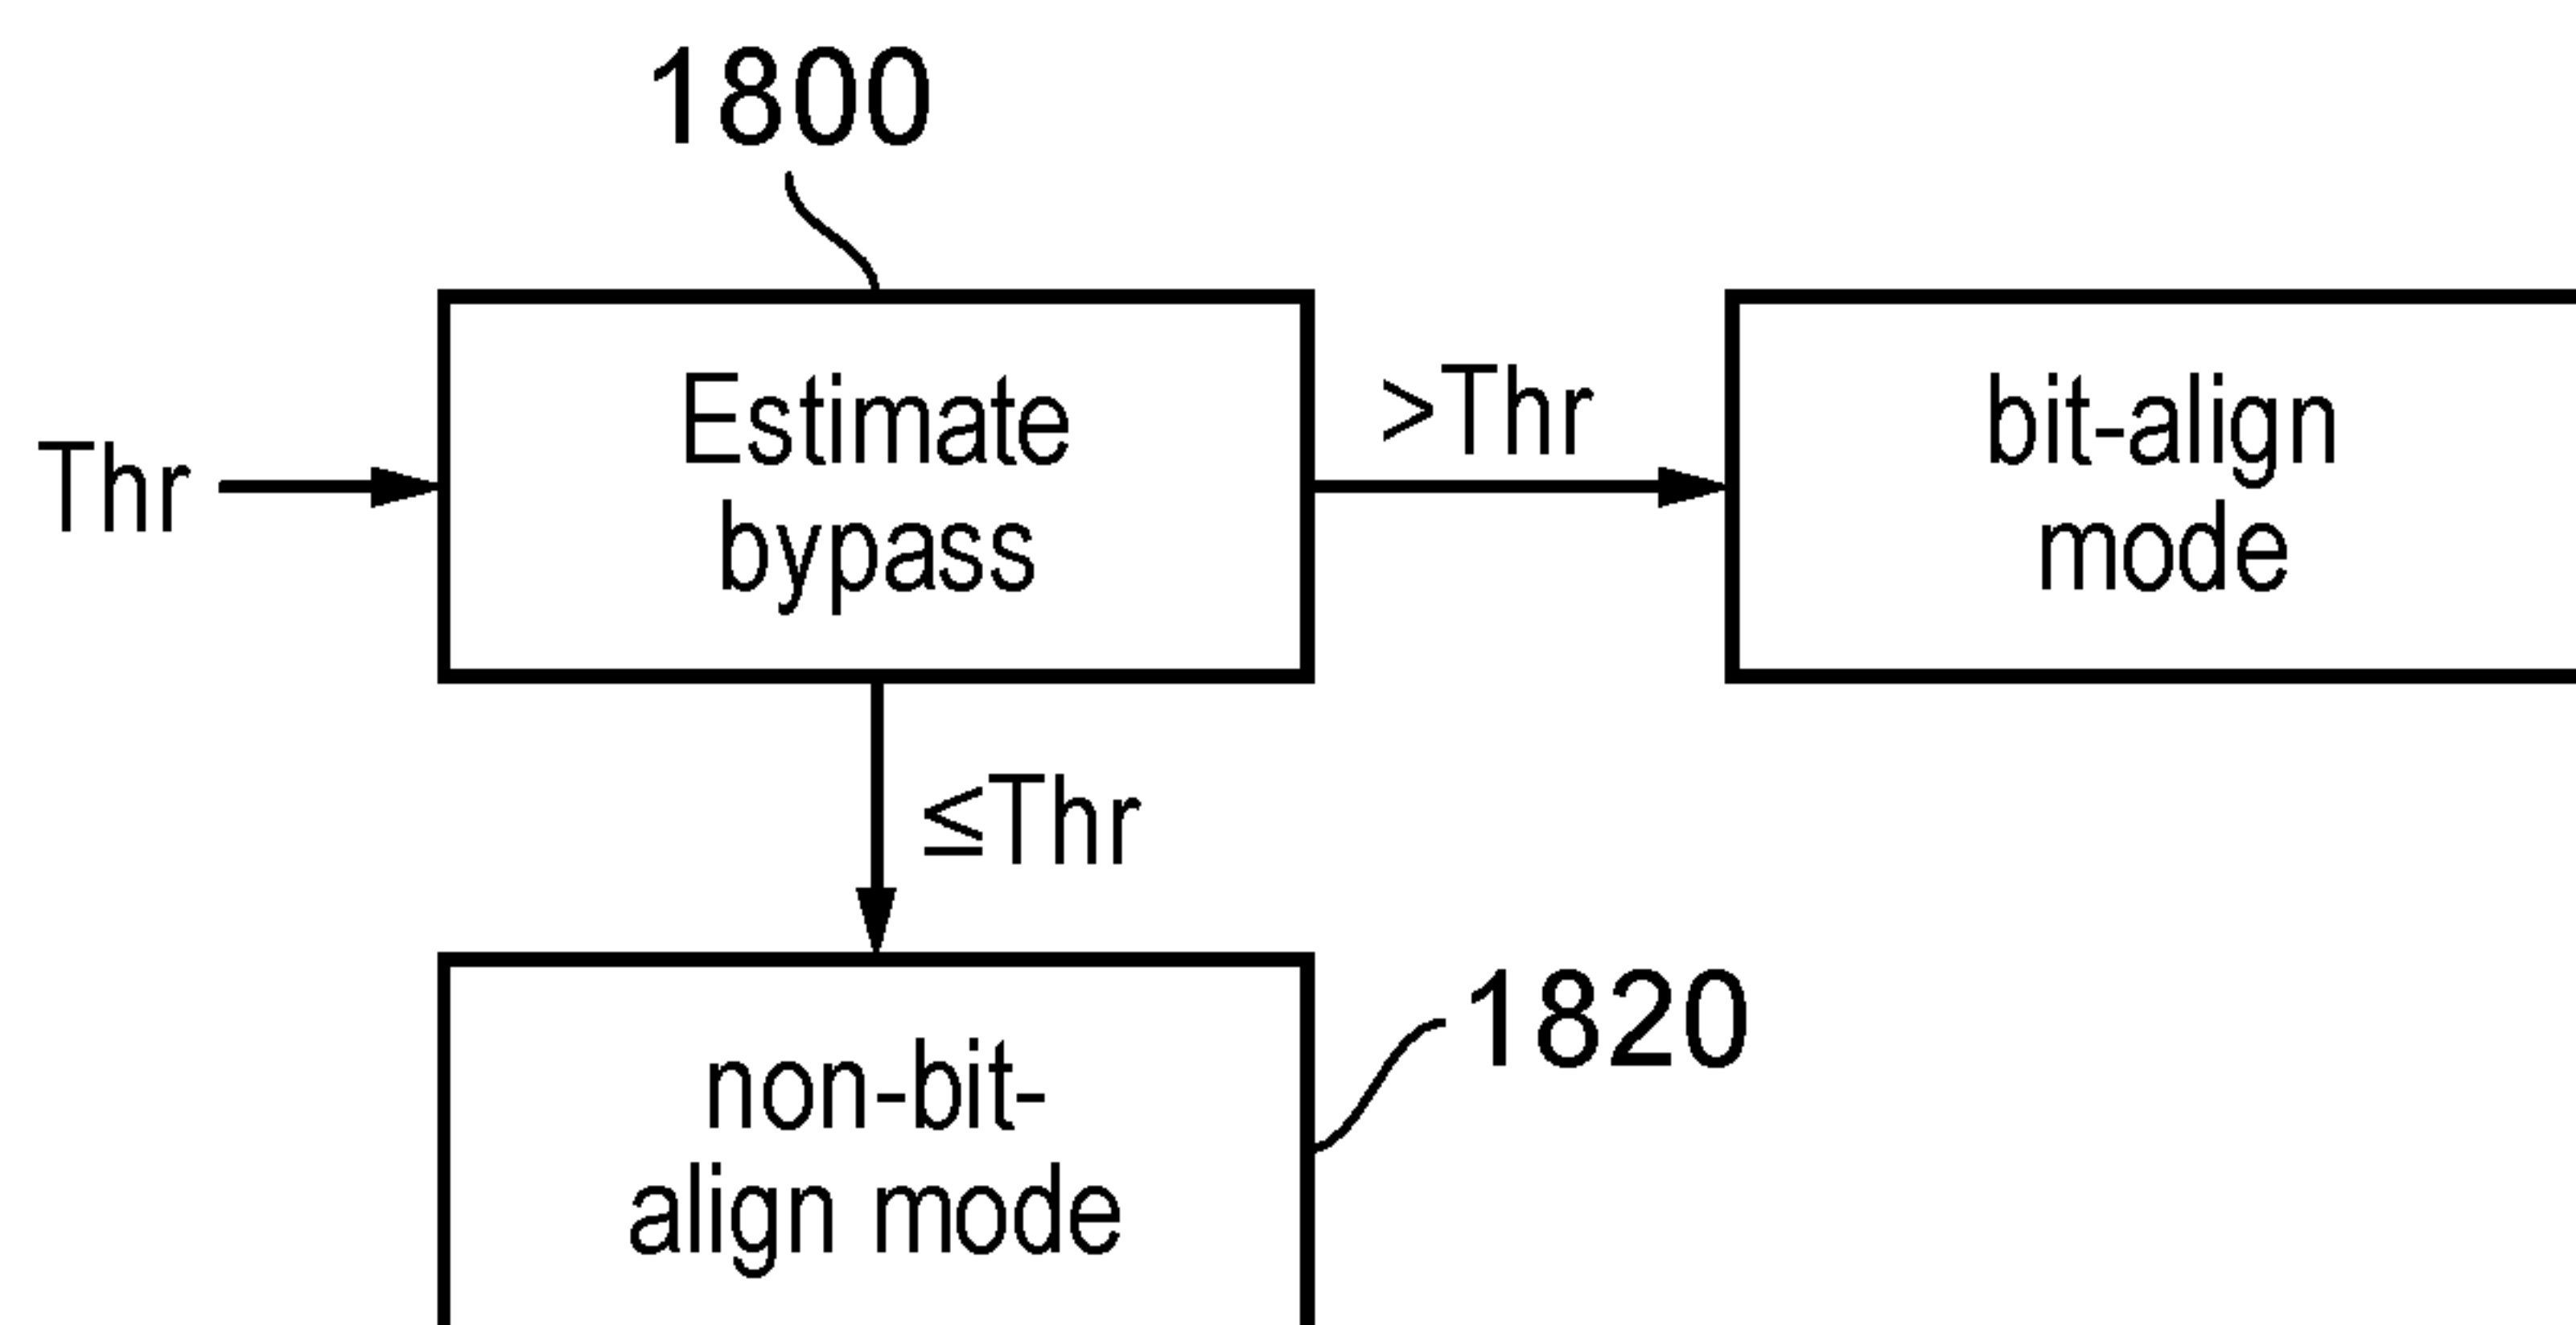 1800
Thr
Estimate
bypass
>Thr
bit-align
mode
≤Thr
non-bit-
align mode
1820